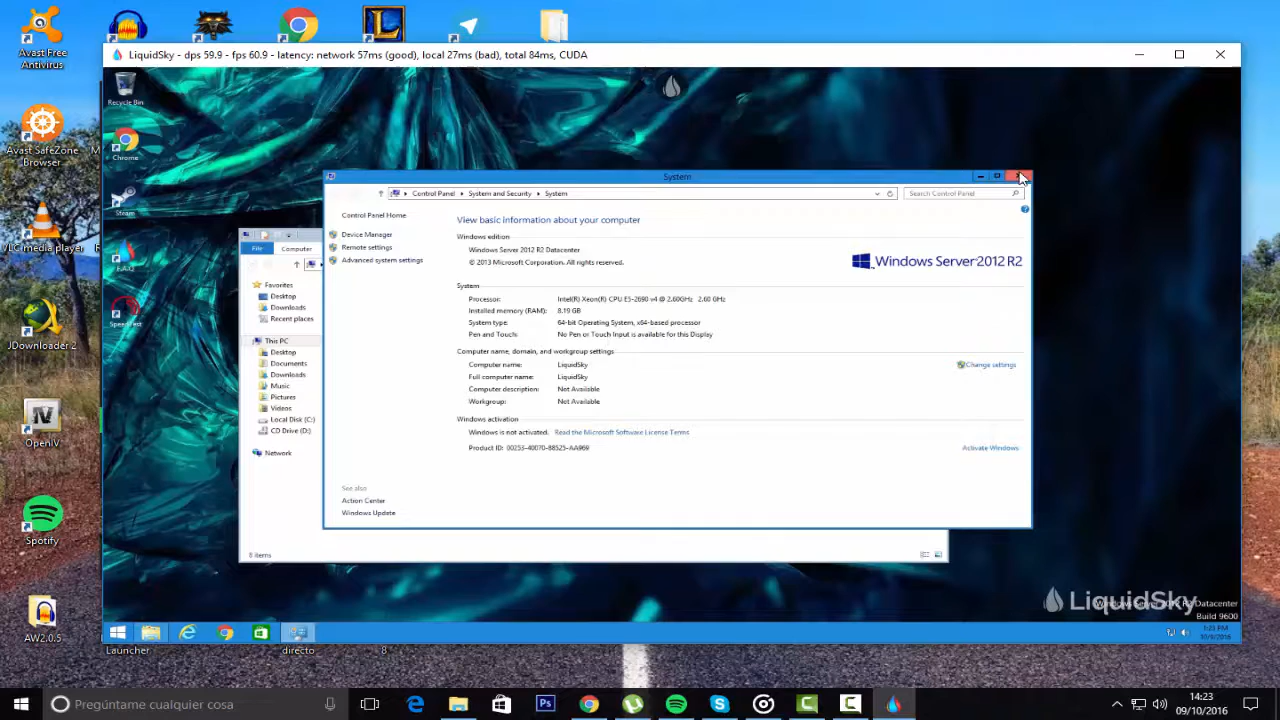 Avast Free
Antivirus
LiquidSky - dps 59.9 - fps 60.9 - latency: network 57ms (good), local 27ms (bad), total 84ms, CUDA
Recycle Bin
Avast SafeZone
Browser
Chrome
Steam
VLC media player
F.A.Q
Speedtest
JDownloader 2
OpenIV
Spotify
AW2.0.5
Launcher
directo
8
File
Computer
Favorites
Desktop
Downloads
Recent places
This PC
Desktop
Documents
Downloads
Music
Pictures
Videos
Local Disk (C:)
CD Drive (D:)
Network
8 items
System
Control Panel
System and Security
System
Search Control Panel
Control Panel Home
Device Manager
Remote settings
Advanced system settings
See also
Action Center
Windows Update
View basic information about your computer
Windows edition
Windows Server 2012 R2 Datacenter
© 2013 Microsoft Corporation. All rights reserved.
Windows Server 2012 R2
System
Processor: Intel(R) Xeon(R) CPU E5-2690 v4 @ 2.60GHz 2.60 GHz
Installed memory (RAM): 8.19 GB
System type: 64-bit Operating System, x64-based processor
Pen and Touch: No Pen or Touch Input is available for this Display
Computer name, domain, and workgroup settings
Computer name: LiquidSky
Change settings
Full computer name: LiquidSky
Computer description: Not Available
Workgroup: Not Available
Windows activation
Windows is not activated. Read the Microsoft Software License Terms
Product ID: 00253-40070-88525-AA969
Activate Windows
LiquidSky
Windows Server 2012 R2 Datacenter
Build 9600
1:23 PM
10/9/2016
Pregúntame cualquier cosa
14:23
09/10/2016